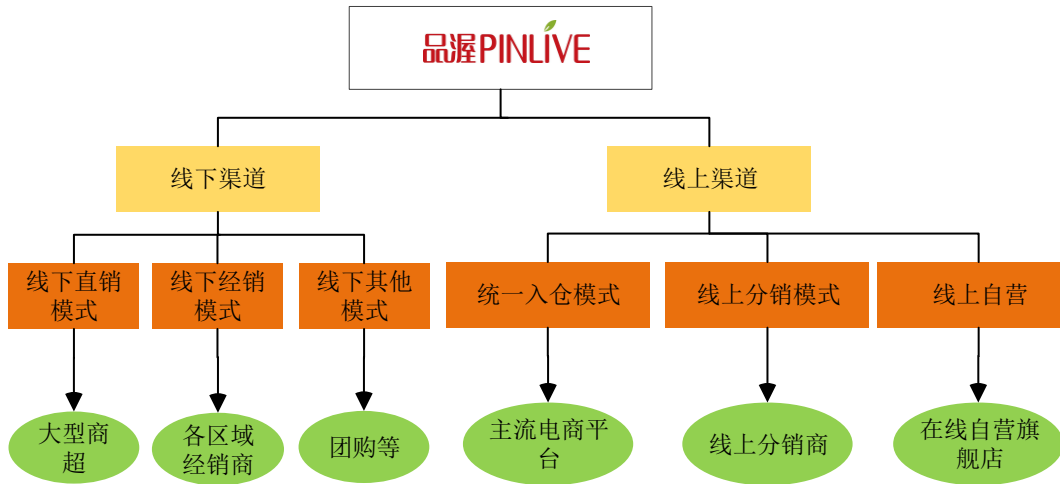 品渥PINLIVE
线下渠道
线上渠道
线下直销
模式
线下经销
模式
线下其他
模式
统一入仓模式
线上分销模式
线上自营
大型商
超
各区域
经销商
团购等
主流电商平
台
线上分销商
在线自营旗
舰店